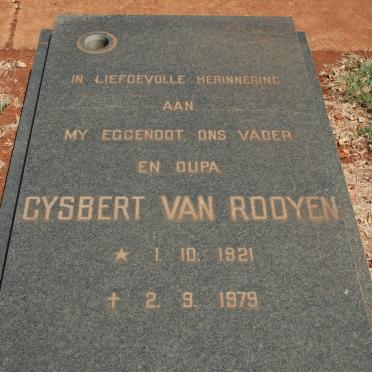 IN LIEFDEVOLLE HERINNERING
AAN
MY EGGENOOT, ONS VADER
EN OUPA
GYSBERT VAN ROOYEN
★ 1. 10. 1921
✝ 2. 9. 1979